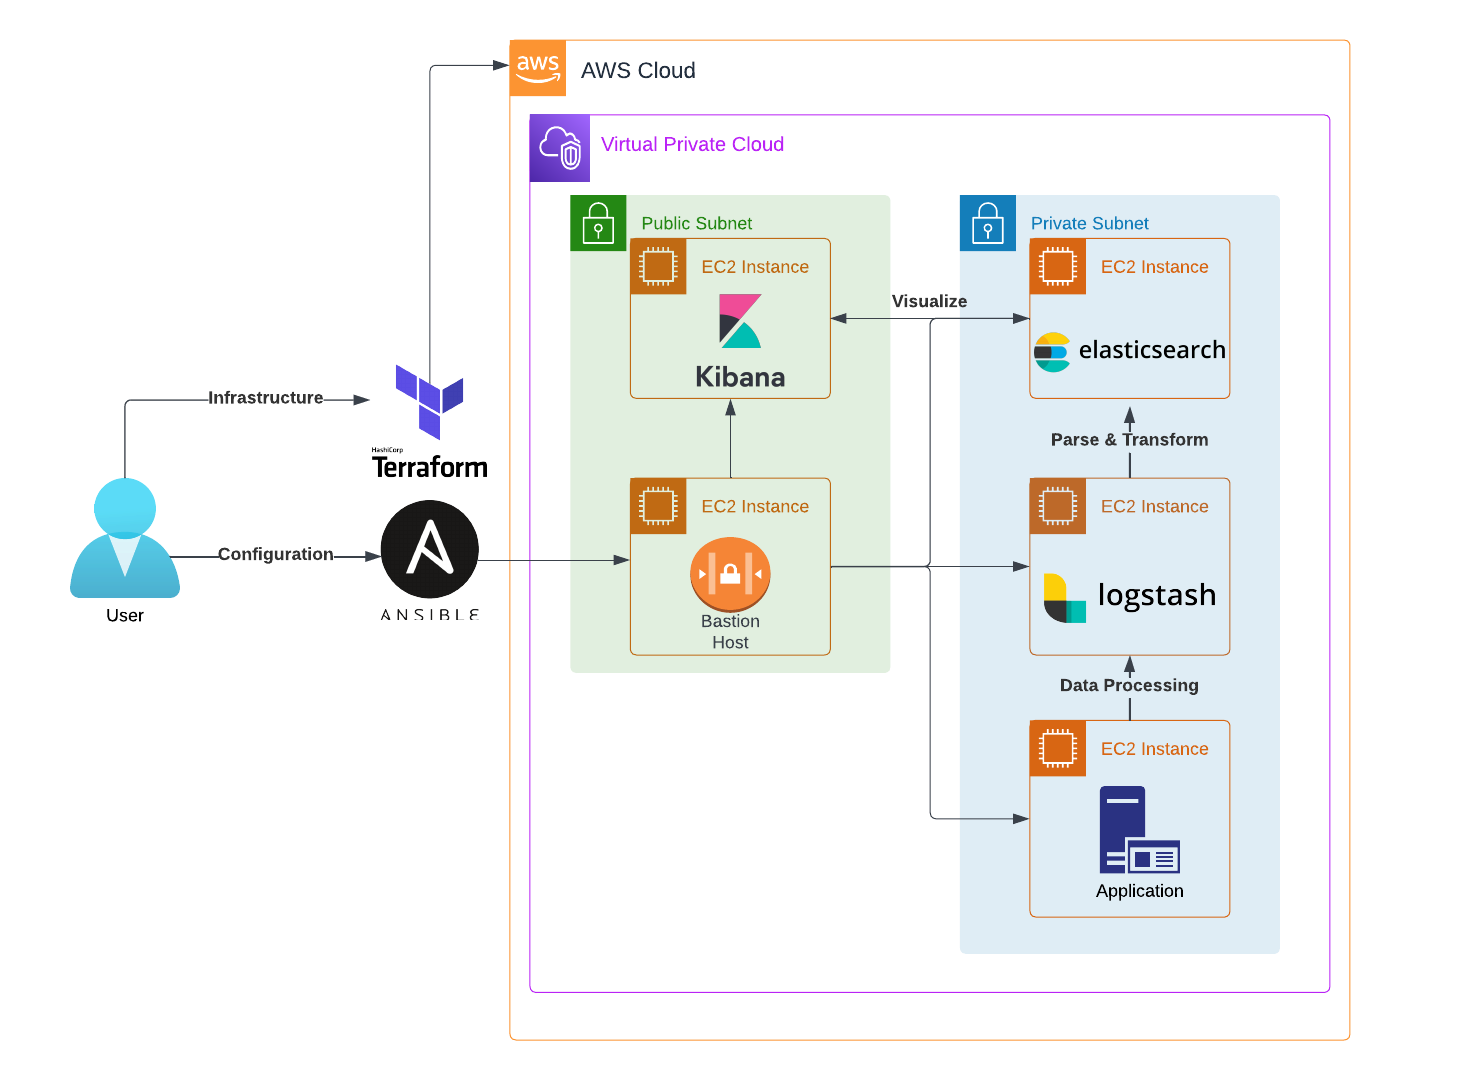 aws
AWS Cloud
Virtual Private Cloud
Public Subnet
Private Subnet
EC2 Instance
EC2 Instance
Visualize
elasticsearch
Kibana
Infrastructure
HashiCorp
Terraform
Parse & Transform
EC2 Instance
EC2 Instance
Configuration
logstash
User
ANSIBLE
Bastion
Host
Data Processing
EC2 Instance
Application